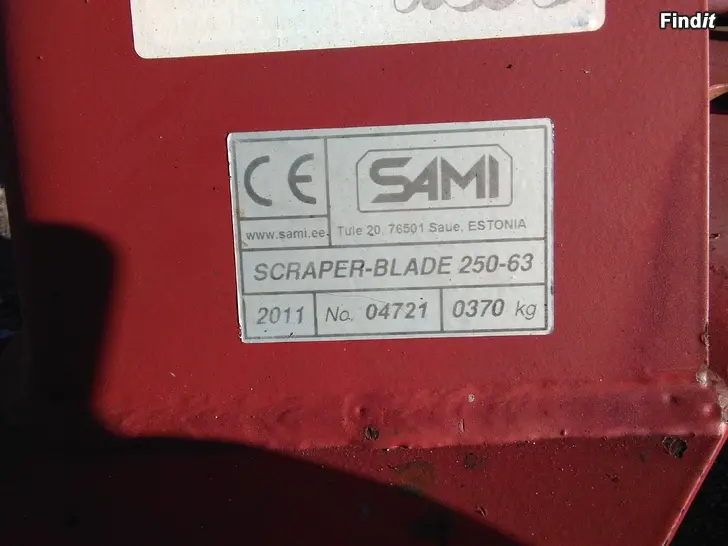 Findit
CE
SAMI
www.sami.ee
Tule 20, 76501 Saue, ESTONIA
SCRAPER-BLADE 250-63
2011 No. 04721 0370 kg